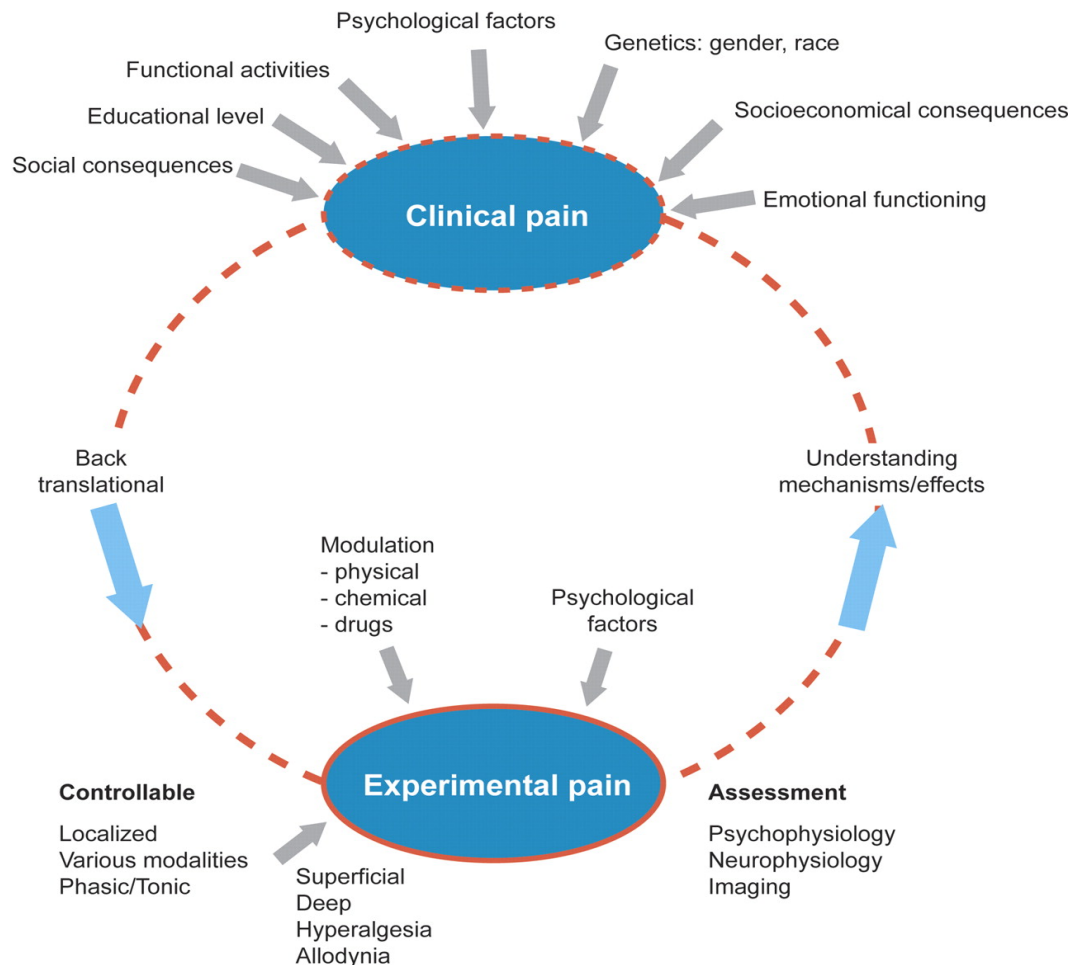 Psychological factors
Genetics: gender, race
Functional activities
Socioeconomical consequences
Educational level
Social consequences
Emotional functioning
Clinical pain
Back
translational
Understanding
mechanisms/effects
Modulation
- physical
- chemical
- drugs
Psychological
factors
Experimental pain
Controllable
Localized
Various modalities
Phasic/Tonic
Superficial
Deep
Hyperalgesia
Allodynia
Assessment
Psychophysiology
Neurophysiology
Imaging